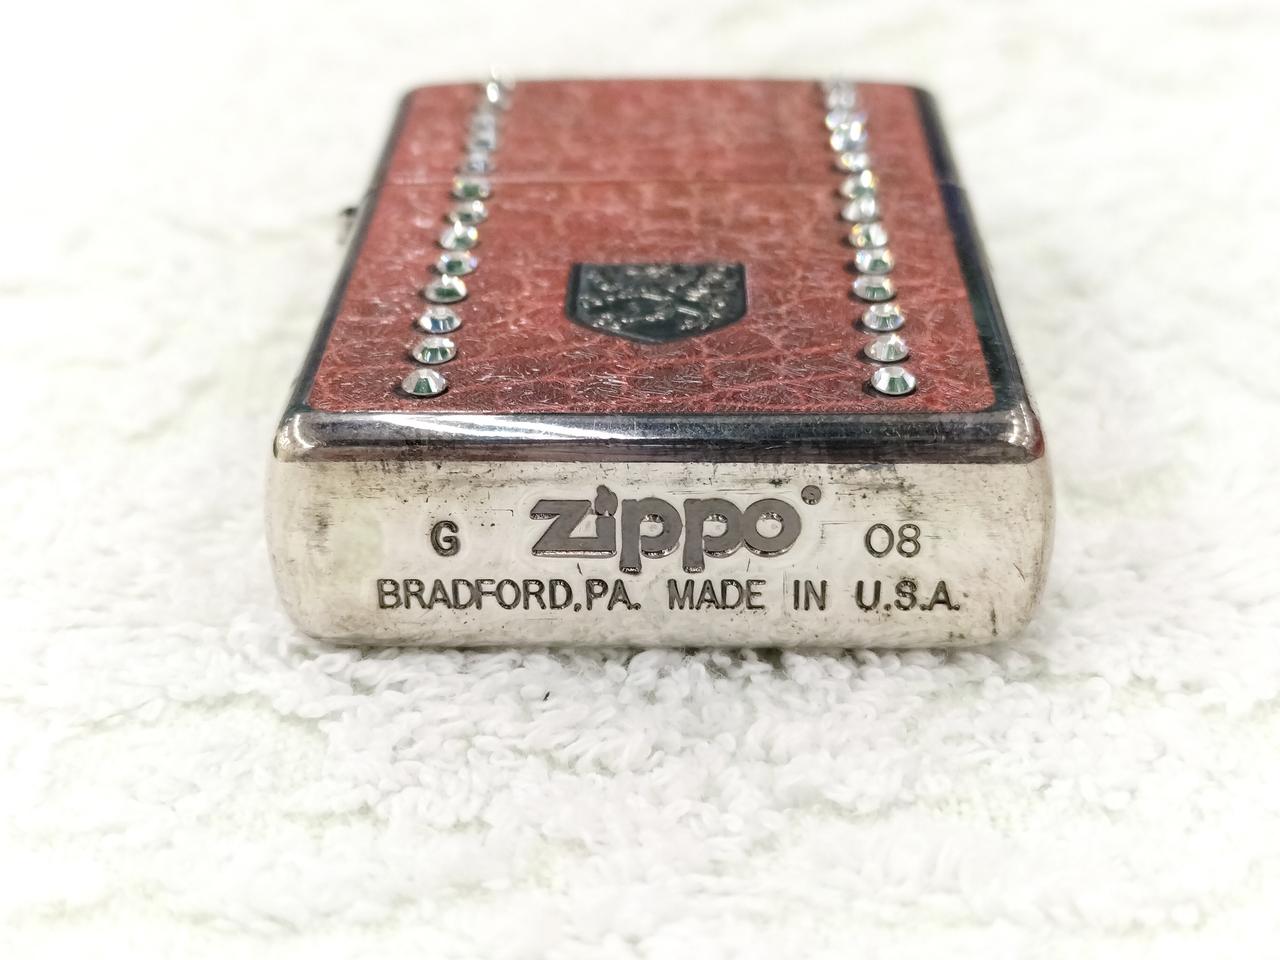 G zippo® 08
BRADFORD,PA. MADE IN U.S.A.